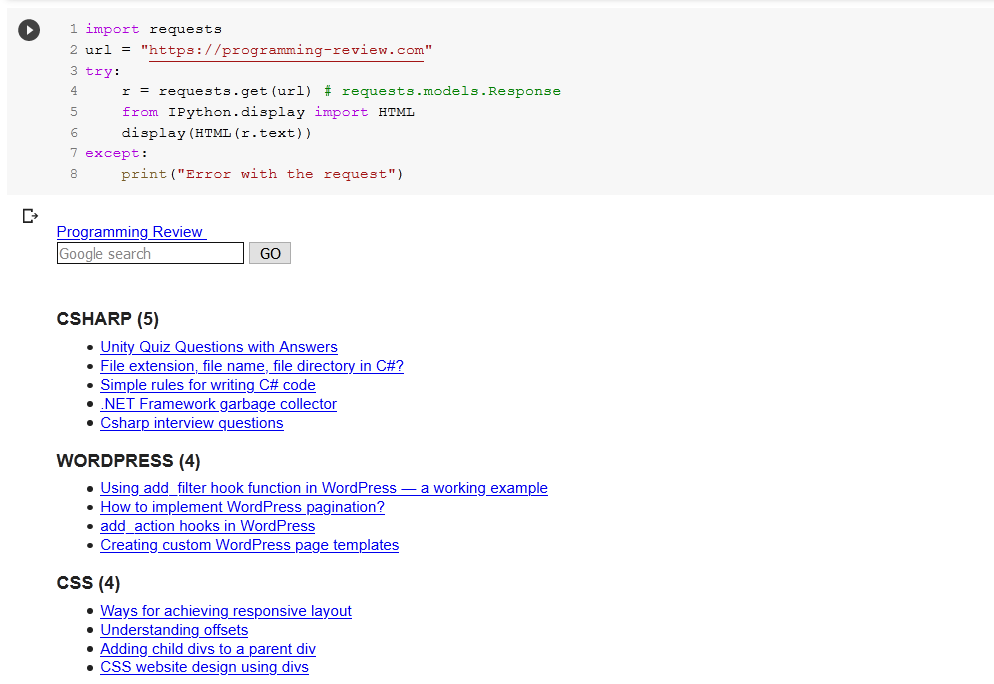 1 import requests
2 url = "https://programming-review.com"
3 try:
4     r = requests.get(url) # requests.models.Response
5     from IPython.display import HTML
6     display(HTML(r.text))
7 except:
8     print("Error with the request")
Programming Review
Google search GO
CSHARP (5)
• Unity Quiz Questions with Answers
• File extension, file name, file directory in C#?
• Simple rules for writing C# code
• .NET Framework garbage collector
• Csharp interview questions
WORDPRESS (4)
• Using add_filter hook function in WordPress — a working example
• How to implement WordPress pagination?
• add_action hooks in WordPress
• Creating custom WordPress page templates
CSS (4)
• Ways for achieving responsive layout
• Understanding offsets
• Adding child divs to a parent div
• CSS website design using divs